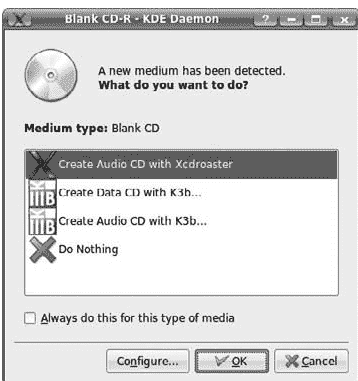 Blank CD-R - KDE Daemon
A new medium has been detected.
What do you want to do?
Medium type: Blank CD
Create Audio CD with Xcdroaster
Create Data CD with K3b...
Create Audio CD with K3b...
Do Nothing
Always do this for this type of media
Configure...
OK
Cancel